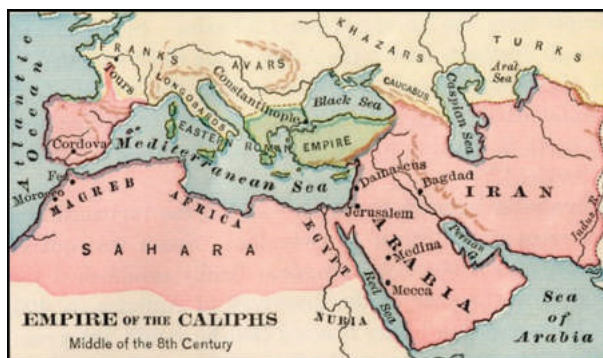 Atlantic Ocean
FRANKS
Tours
AVARS
KHAZARS
TURKS
LONGOBARDS
Constantinople
Black Sea
CAUCASUS
Caspian Sea
Aral Sea
EASTERN ROMAN EMPIRE
Cordova
Mediterranean Sea
Fez
Morocco
MAGREB
AFRICA
SAHARA
EGYPT
Damascus
Bagdad
IRAN
Jerusalem
Indus R.
ARABIA
Persian G.
Medina
Mecca
Red Sea
NUBIA
Sea of Arabia
EMPIRE OF THE CALIPHS
Middle of the 8th Century